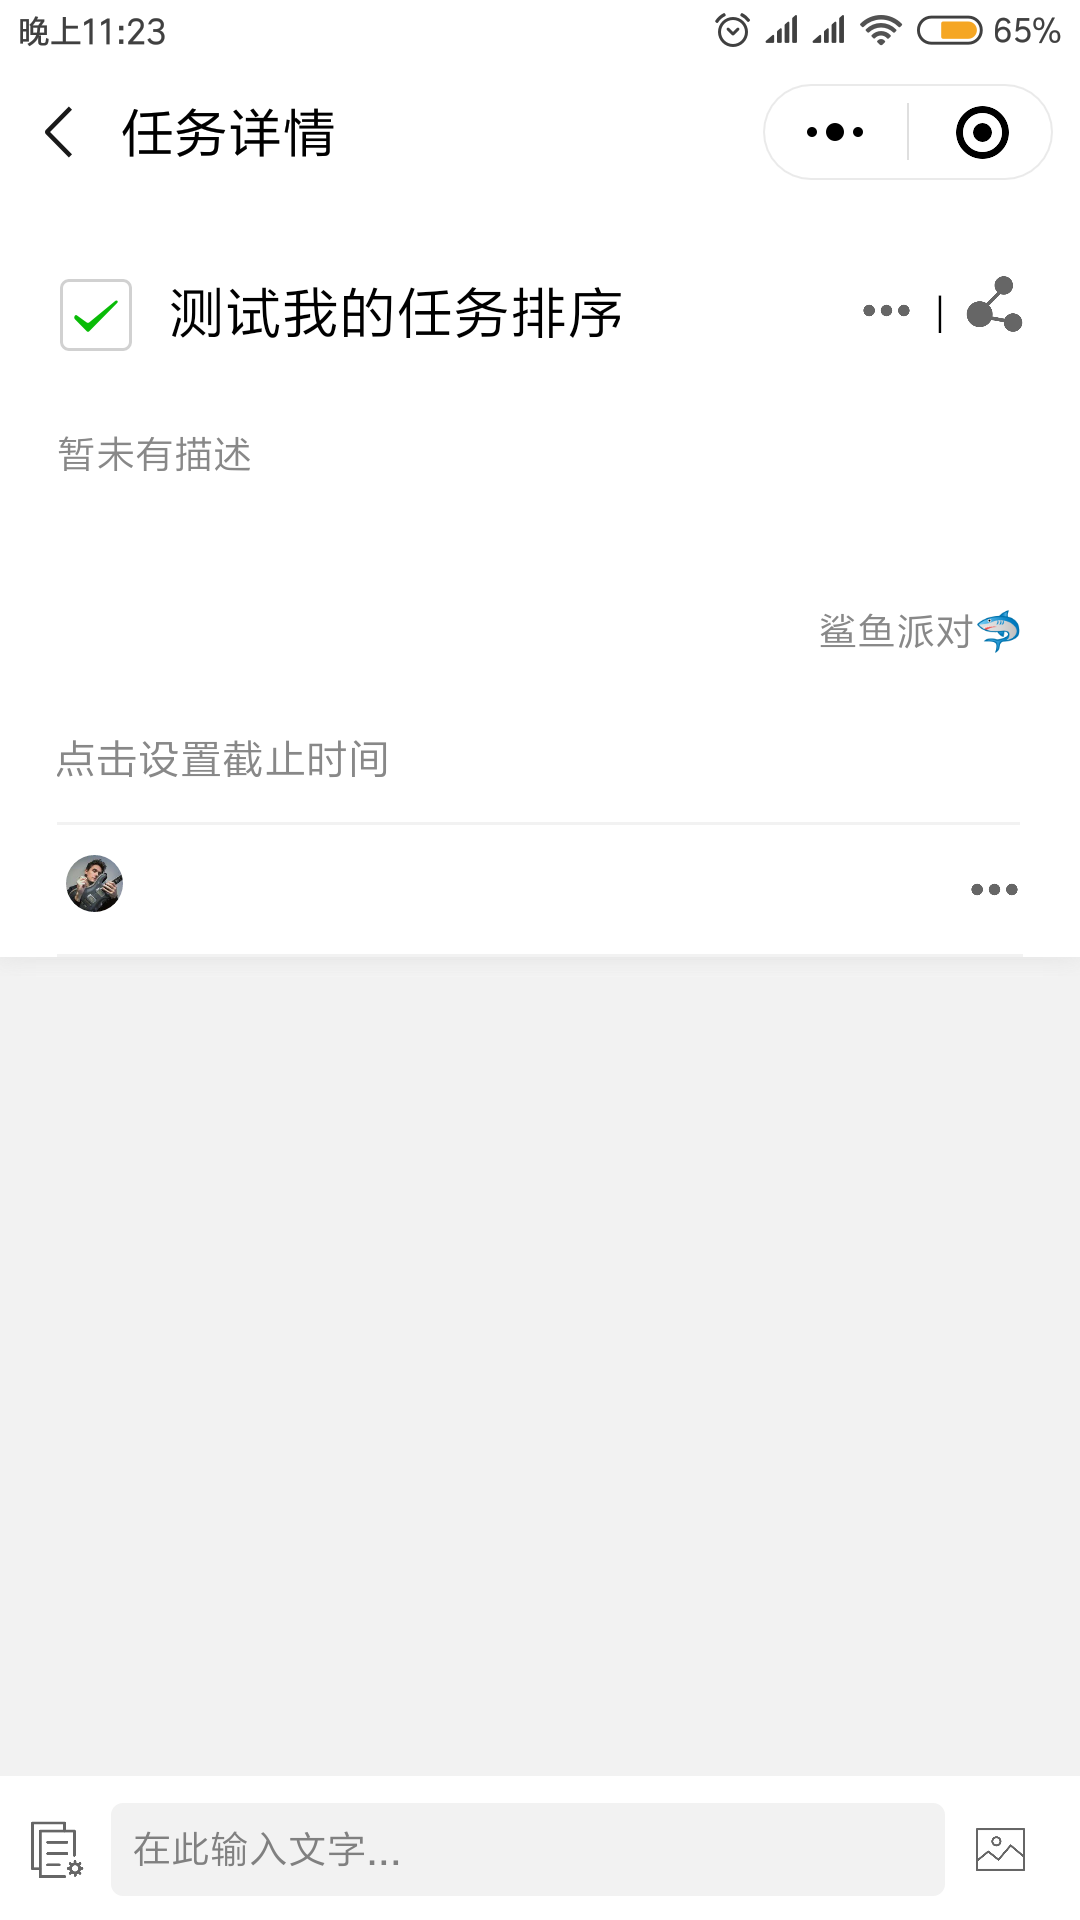 晚上11:23
65%
任务详情
测试我的任务排序
暂未有描述
鲨鱼派对🦈
点击设置截止时间
在此输入文字...